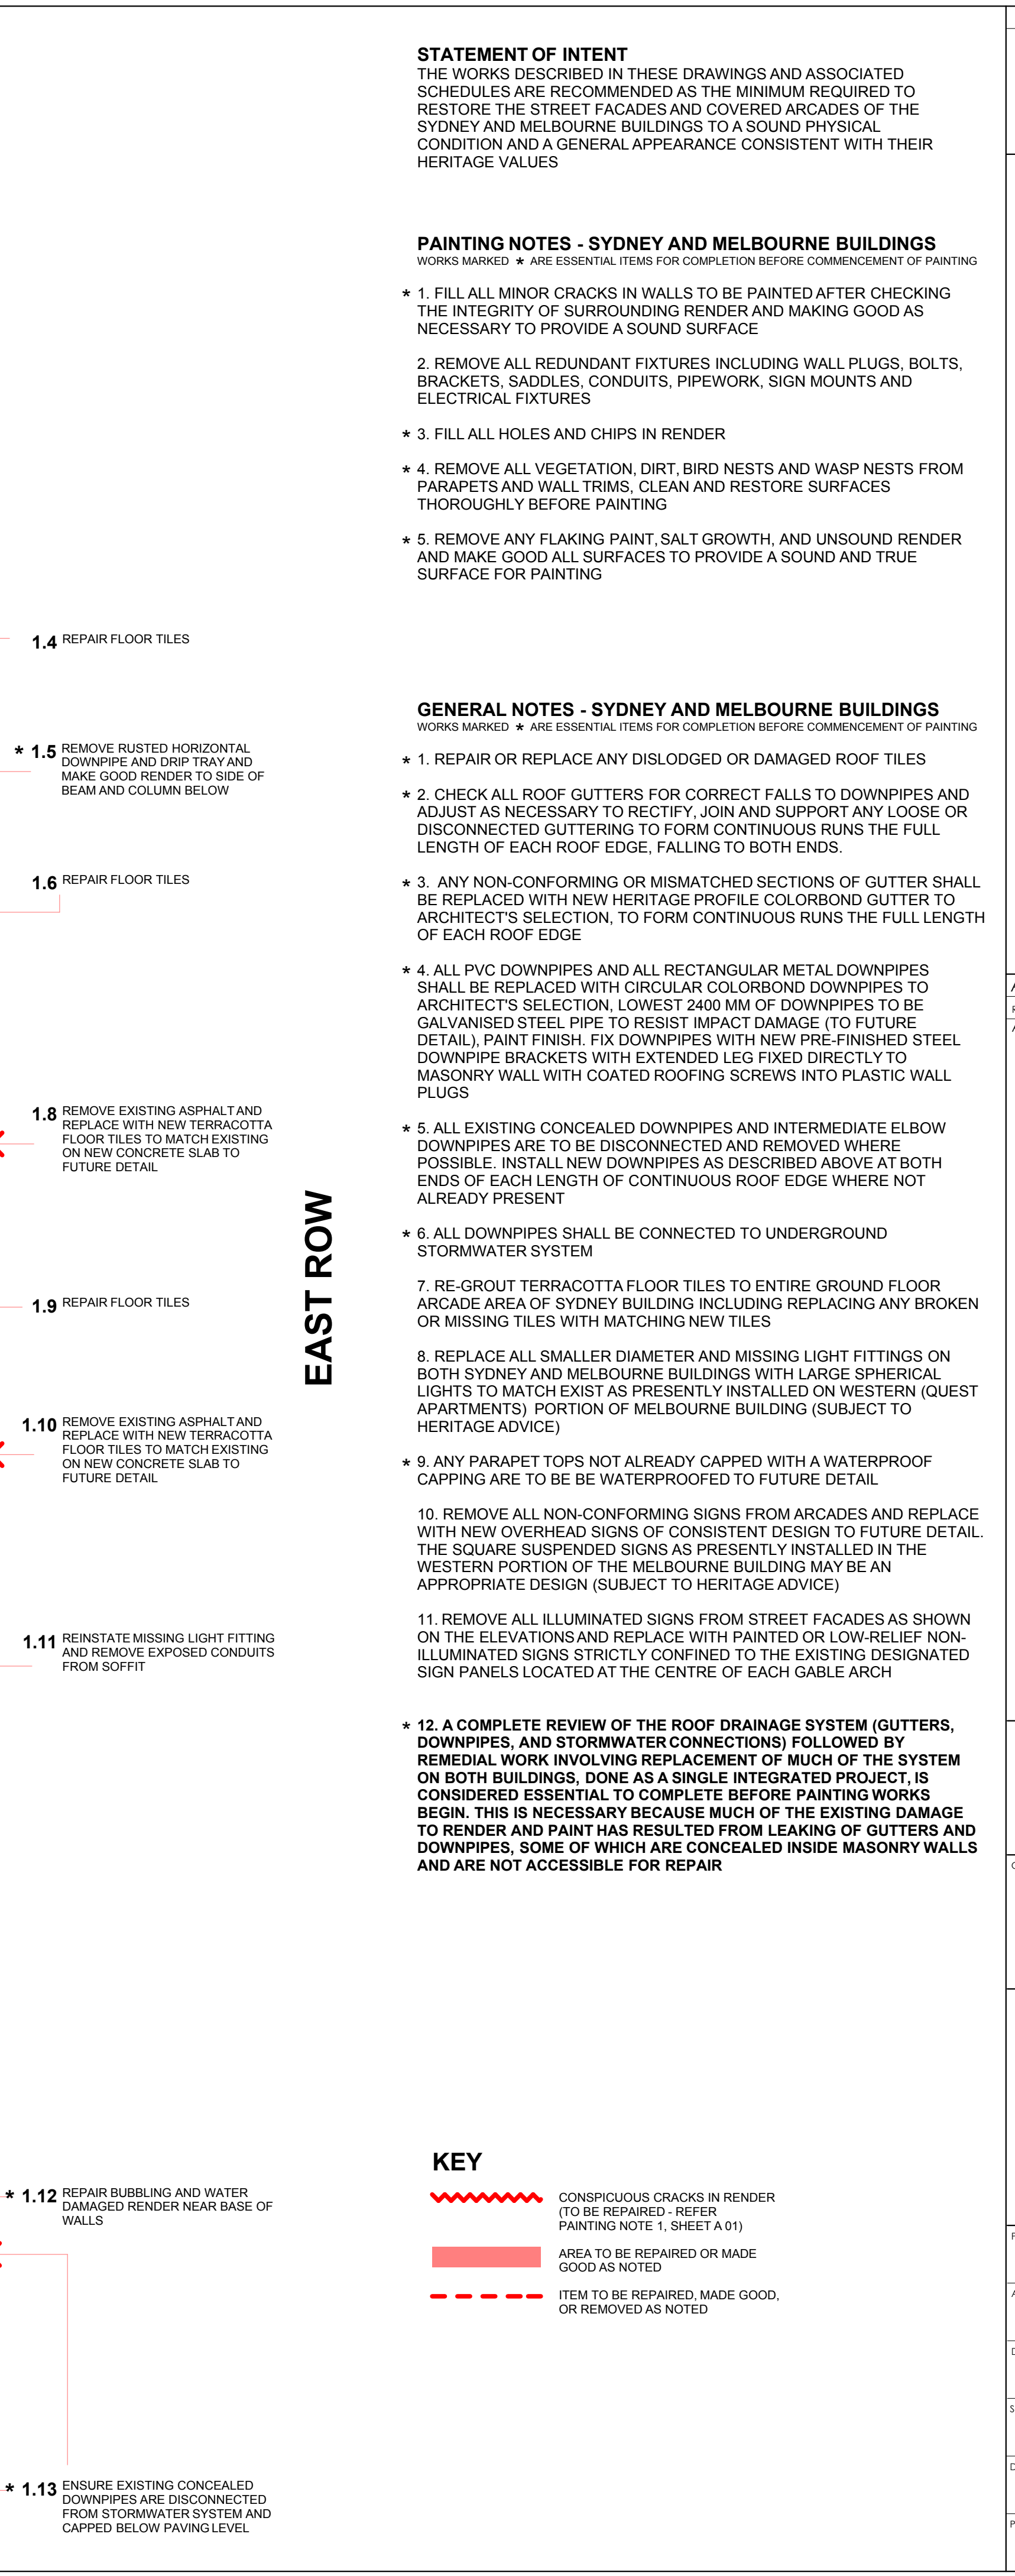 STATEMENT OF INTENT
THE WORKS DESCRIBED IN THESE DRAWINGS AND ASSOCIATED
SCHEDULES ARE RECOMMENDED AS THE MINIMUM REQUIRED TO
RESTORE THE STREET FACADES AND COVERED ARCADES OF THE
SYDNEY AND MELBOURNE BUILDINGS TO A SOUND PHYSICAL
CONDITION AND A GENERAL APPEARANCE CONSISTENT WITH THEIR
HERITAGE VALUES
PAINTING NOTES - SYDNEY AND MELBOURNE BUILDINGS
WORKS MARKED * ARE ESSENTIAL ITEMS FOR COMPLETION BEFORE COMMENCEMENT OF PAINTING
* 1. FILL ALL MINOR CRACKS IN WALLS TO BE PAINTED AFTER CHECKING
THE INTEGRITY OF SURROUNDING RENDER AND MAKING GOOD AS
NECESSARY TO PROVIDE A SOUND SURFACE
2. REMOVE ALL REDUNDANT FIXTURES INCLUDING WALL PLUGS, BOLTS,
BRACKETS, SADDLES, CONDUITS, PIPEWORK, SIGN MOUNTS AND
ELECTRICAL FIXTURES
* 3. FILL ALL HOLES AND CHIPS IN RENDER
* 4. REMOVE ALL VEGETATION, DIRT, BIRD NESTS AND WASP NESTS FROM
PARAPETS AND WALL TRIMS, CLEAN AND RESTORE SURFACES
THOROUGHLY BEFORE PAINTING
* 5. REMOVE ANY FLAKING PAINT, SALT GROWTH, AND UNSOUND RENDER
AND MAKE GOOD ALL SURFACES TO PROVIDE A SOUND AND TRUE
SURFACE FOR PAINTING
1.4 REPAIR FLOOR TILES
* 1.5 REMOVE RUSTED HORIZONTAL
DOWNPIPE AND DRIP TRAY AND
MAKE GOOD RENDER TO SIDE OF
BEAM AND COLUMN BELOW
1.6 REPAIR FLOOR TILES
1.8 REMOVE EXISTING ASPHALT AND
REPLACE WITH NEW TERRACOTTA
FLOOR TILES TO MATCH EXISTING
ON NEW CONCRETE SLAB TO
FUTURE DETAIL
1.9 REPAIR FLOOR TILES
1.10 REMOVE EXISTING ASPHALT AND
REPLACE WITH NEW TERRACOTTA
FLOOR TILES TO MATCH EXISTING
ON NEW CONCRETE SLAB TO
FUTURE DETAIL
1.11 REINSTATE MISSING LIGHT FITTING
AND REMOVE EXPOSED CONDUITS
FROM SOFFIT
* 1.12 REPAIR BUBBLING AND WATER
DAMAGED RENDER NEAR BASE OF
WALLS
* 1.13 ENSURE EXISTING CONCEALED
DOWNPIPES ARE DISCONNECTED
FROM STORMWATER SYSTEM AND
CAPPED BELOW PAVING LEVEL
EAST ROW
GENERAL NOTES - SYDNEY AND MELBOURNE BUILDINGS
WORKS MARKED * ARE ESSENTIAL ITEMS FOR COMPLETION BEFORE COMMENCEMENT OF PAINTING
* 1. REPAIR OR REPLACE ANY DISLODGED OR DAMAGED ROOF TILES
* 2. CHECK ALL ROOF GUTTERS FOR CORRECT FALLS TO DOWNPIPES AND
ADJUST AS NECESSARY TO RECTIFY, JOIN AND SUPPORT ANY LOOSE OR
DISCONNECTED GUTTERING TO FORM CONTINUOUS RUNS THE FULL
LENGTH OF EACH ROOF EDGE, FALLING TO BOTH ENDS.
* 3. ANY NON-CONFORMING OR MISMATCHED SECTIONS OF GUTTER SHALL
BE REPLACED WITH NEW HERITAGE PROFILE COLORBOND GUTTER TO
ARCHITECT'S SELECTION, TO FORM CONTINUOUS RUNS THE FULL LENGTH
OF EACH ROOF EDGE
* 4. ALL PVC DOWNPIPES AND ALL RECTANGULAR METAL DOWNPIPES
SHALL BE REPLACED WITH CIRCULAR COLORBOND DOWNPIPES TO
ARCHITECT'S SELECTION, LOWEST 2400 MM OF DOWNPIPES TO BE
GALVANISED STEEL PIPE TO RESIST IMPACT DAMAGE (TO FUTURE
DETAIL), PAINT FINISH. FIX DOWNPIPES WITH NEW PRE-FINISHED STEEL
DOWNPIPE BRACKETS WITH EXTENDED LEG FIXED DIRECTLY TO
MASONRY WALL WITH COATED ROOFING SCREWS INTO PLASTIC WALL
PLUGS
* 5. ALL EXISTING CONCEALED DOWNPIPES AND INTERMEDIATE ELBOW
DOWNPIPES ARE TO BE DISCONNECTED AND REMOVED WHERE
POSSIBLE. INSTALL NEW DOWNPIPES AS DESCRIBED ABOVE AT BOTH
ENDS OF EACH LENGTH OF CONTINUOUS ROOF EDGE WHERE NOT
ALREADY PRESENT
* 6. ALL DOWNPIPES SHALL BE CONNECTED TO UNDERGROUND
STORMWATER SYSTEM
7. RE-GROUT TERRACOTTA FLOOR TILES TO ENTIRE GROUND FLOOR
ARCADE AREA OF SYDNEY BUILDING INCLUDING REPLACING ANY BROKEN
OR MISSING TILES WITH MATCHING NEW TILES
8. REPLACE ALL SMALLER DIAMETER AND MISSING LIGHT FITTINGS ON
BOTH SYDNEY AND MELBOURNE BUILDINGS WITH LARGE SPHERICAL
LIGHTS TO MATCH EXIST AS PRESENTLY INSTALLED ON WESTERN (QUEST
APARTMENTS) PORTION OF MELBOURNE BUILDING (SUBJECT TO
HERITAGE ADVICE)
* 9. ANY PARAPET TOPS NOT ALREADY CAPPED WITH A WATERPROOF
CAPPING ARE TO BE BE WATERPROOFED TO FUTURE DETAIL
10. REMOVE ALL NON-CONFORMING SIGNS FROM ARCADES AND REPLACE
WITH NEW OVERHEAD SIGNS OF CONSISTENT DESIGN TO FUTURE DETAIL.
THE SQUARE SUSPENDED SIGNS AS PRESENTLY INSTALLED IN THE
WESTERN PORTION OF THE MELBOURNE BUILDING MAY BE AN
APPROPRIATE DESIGN (SUBJECT TO HERITAGE ADVICE)
11. REMOVE ALL ILLUMINATED SIGNS FROM STREET FACADES AS SHOWN
ON THE ELEVATIONS AND REPLACE WITH PAINTED OR LOW-RELIEF NON-
ILLUMINATED SIGNS STRICTLY CONFINED TO THE EXISTING DESIGNATED
SIGN PANELS LOCATED AT THE CENTRE OF EACH GABLE ARCH
* 12. A COMPLETE REVIEW OF THE ROOF DRAINAGE SYSTEM (GUTTERS,
DOWNPIPES, AND STORMWATER CONNECTIONS) FOLLOWED BY
REMEDIAL WORK INVOLVING REPLACEMENT OF MUCH OF THE SYSTEM
ON BOTH BUILDINGS, DONE AS A SINGLE INTEGRATED PROJECT, IS
CONSIDERED ESSENTIAL TO COMPLETE BEFORE PAINTING WORKS
BEGIN. THIS IS NECESSARY BECAUSE MUCH OF THE EXISTING DAMAGE
TO RENDER AND PAINT HAS RESULTED FROM LEAKING OF GUTTERS AND
DOWNPIPES, SOME OF WHICH ARE CONCEALED INSIDE MASONRY WALLS
AND ARE NOT ACCESSIBLE FOR REPAIR
KEY
CONSPICUOUS CRACKS IN RENDER
(TO BE REPAIRED - REFER
PAINTING NOTE 1, SHEET A 01)
AREA TO BE REPAIRED OR MADE
GOOD AS NOTED
ITEM TO BE REPAIRED, MADE GOOD,
OR REMOVED AS NOTED